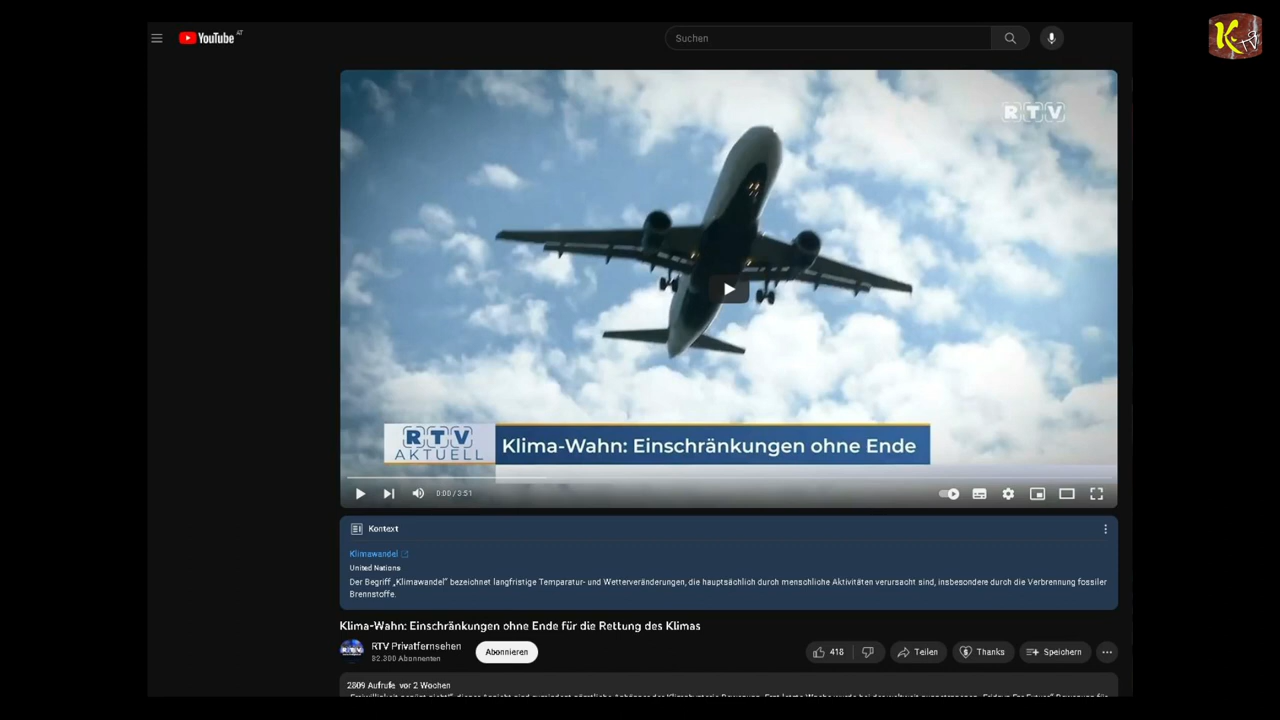 YouTube AT
Suchen
K TV
RTV
RTV
AKTUELL
Klima-Wahn: Einschränkungen ohne Ende
0:00 / 3:51
Kontext
Klimawandel
United Nations
Der Begriff „Klimawandel“ bezeichnet langfristige Temperatur- und Wetterveränderungen, die hauptsächlich durch menschliche Aktivitäten verursacht sind, insbesondere durch die Verbrennung fossiler
Brennstoffe.
Klima-Wahn: Einschränkungen ohne Ende für die Rettung des Klimas
RTV Privatfernsehen
82.300 Abonnenten
Abonnieren
418
Teilen
Thanks
Speichern
2809 Aufrufe vor 2 Wochen